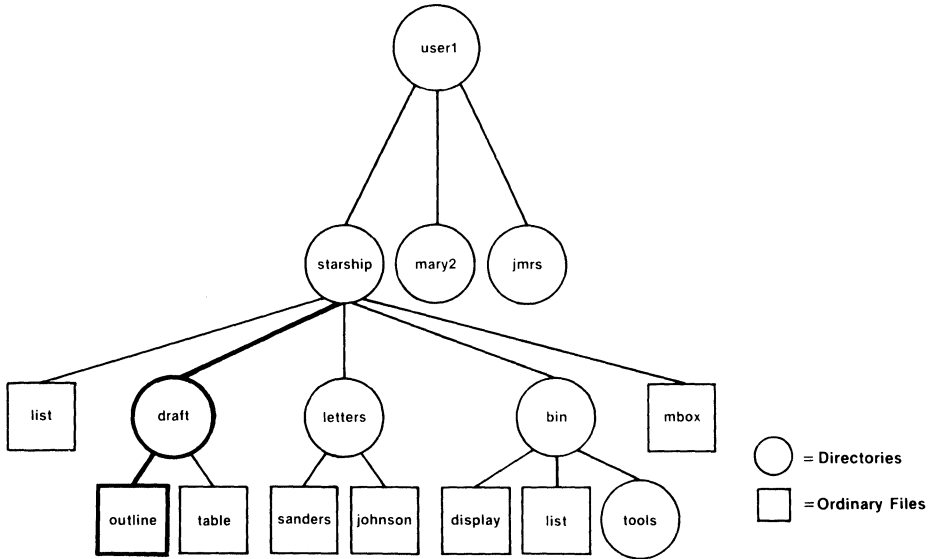 user1
starship
mary2
jmrs
list
draft
letters
bin
mbox
outline
table
sanders
johnson
display
list
tools
= Directories
= Ordinary Files